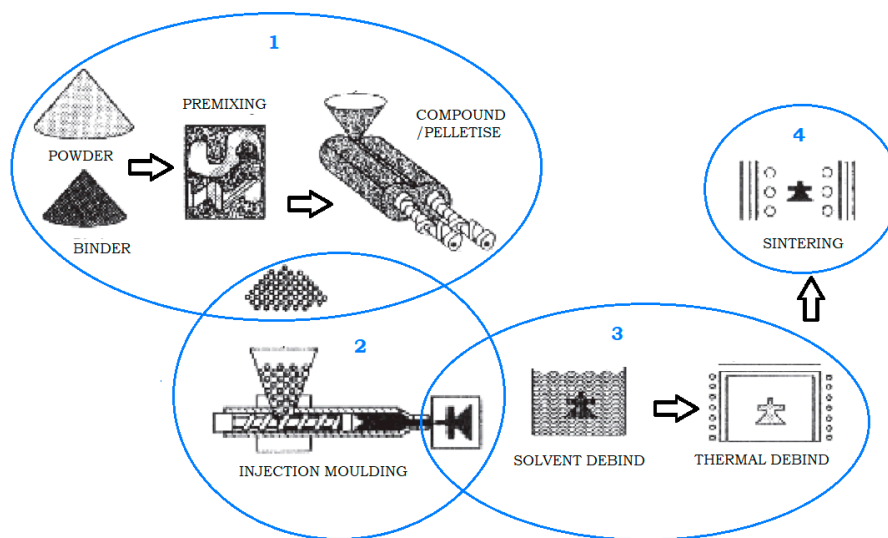 1
PREMIXING
POWDER
BINDER
COMPOUND
/PELLETISE
2
INJECTION MOULDING
3
SOLVENT DEBIND
THERMAL DEBIND
4
SINTERING